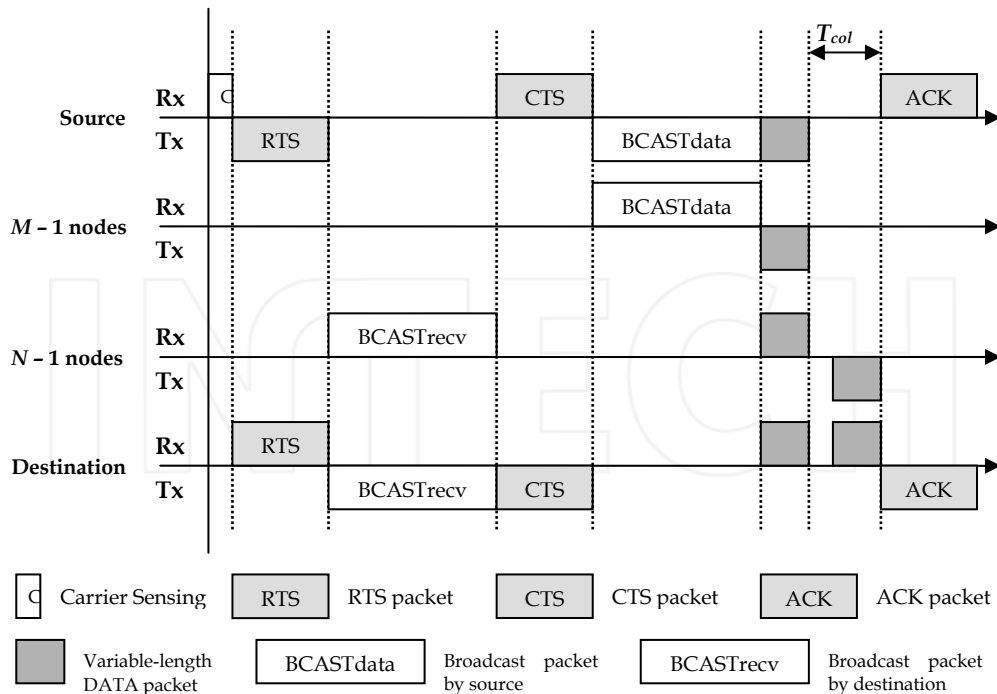 T_col
Rx C CTS ACK
Source
Tx RTS BCASTdata
Rx BCASTdata
M – 1 nodes
Tx
Rx BCASTrecv
N – 1 nodes
Tx
Rx RTS
Destination
Tx BCASTrecv CTS ACK
INTECH
C Carrier Sensing RTS RTS packet CTS CTS packet ACK ACK packet
Variable-length BCASTdata Broadcast packet BCASTrecv Broadcast packet
DATA packet by source by destination